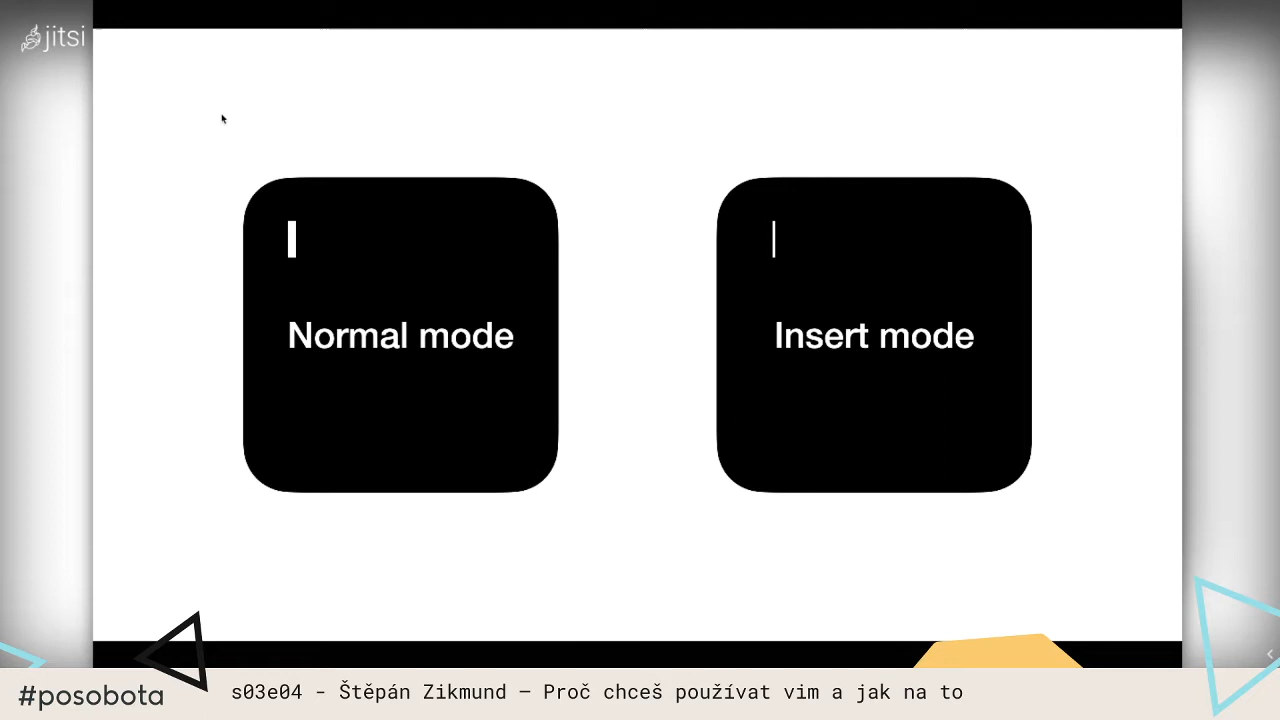 jitsi
Normal mode
Insert mode
#posobota
s03e04 - Štěpán Zikmund – Proč chceš používat vim a jak na to